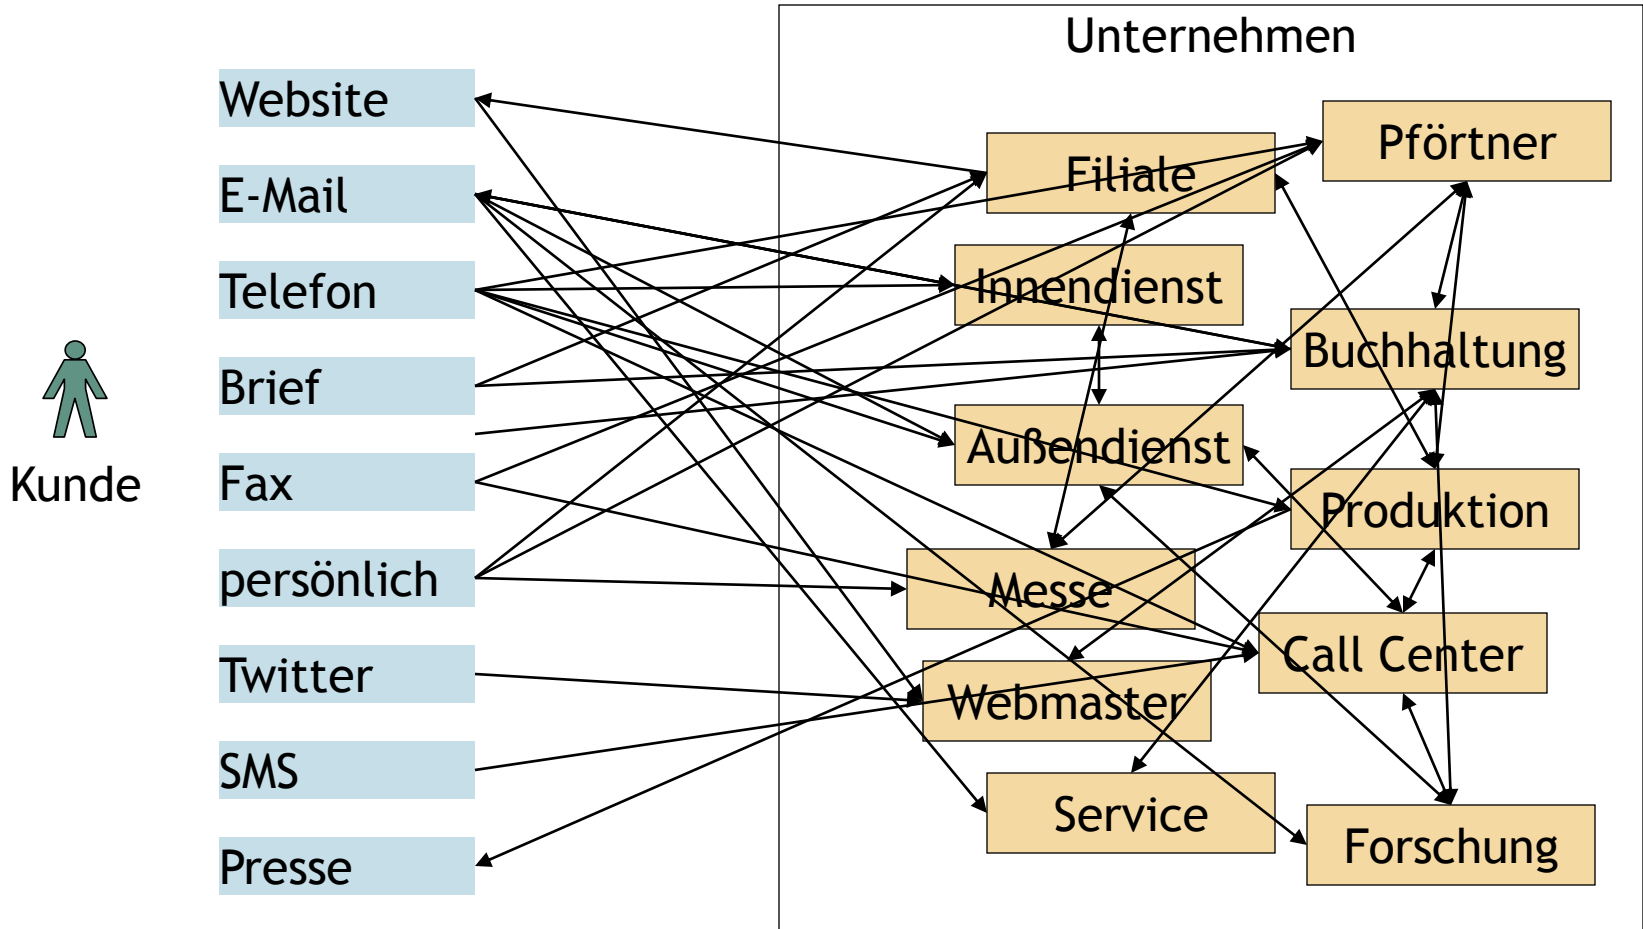 Unternehmen
Website
E-Mail
Telefon
Brief
Fax
persönlich
Twitter
SMS
Presse
Kunde
Filiale
Pförtner
Innendienst
Buchhaltung
Außendienst
Produktion
Messe
Call Center
Webmaster
Service
Forschung